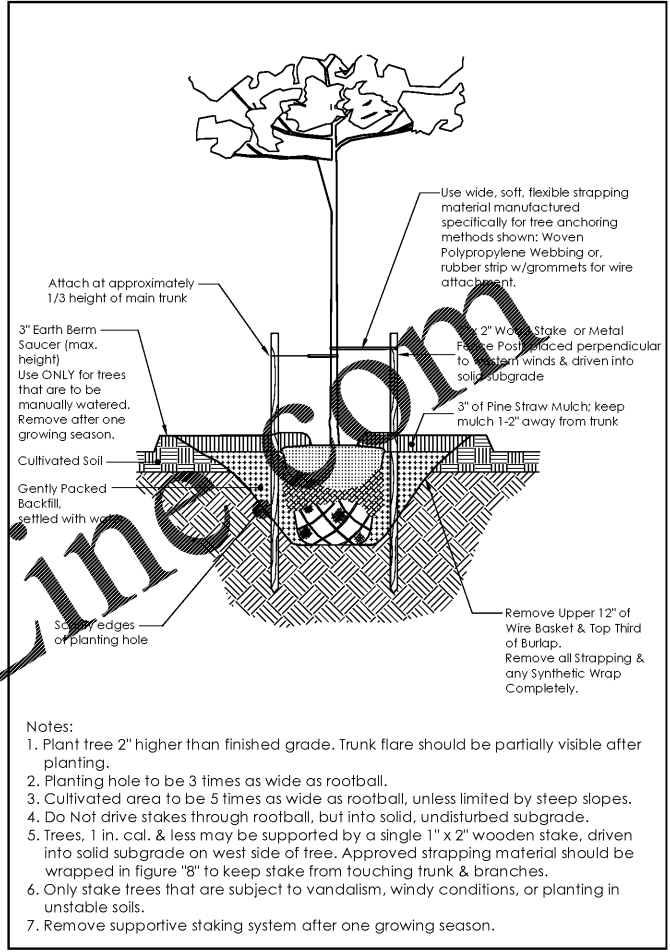 Use wide, soft, flexible strapping
material manufactured
specifically for tree anchoring
methods shown: Woven
Polypropylene Webbing or,
rubber strip w/grommets for wire
attachment.
Attach at approximately
1/3 height of main trunk
3" Earth Berm
Saucer (max.
height)
Use ONLY for trees
that are to be
manually watered.
Remove after one
growing season.
x 2" Wood Stake or Metal
Fence Posts placed perpendicular
to western winds & driven into
solid subgrade
3" of Pine Straw Mulch; keep
mulch 1-2" away from trunk
Cultivated Soil
Gently Packed
Backfill,
settled with water
Scarify edges
of planting hole
Remove Upper 12" of
Wire Basket & Top Third
of Burlap.
Remove all Strapping &
any Synthetic Wrap
Completely.
ine.com
Notes:
1. Plant tree 2" higher than finished grade. Trunk flare should be partially visible after
planting.
2. Planting hole to be 3 times as wide as rootball.
3. Cultivated area to be 5 times as wide as rootball, unless limited by steep slopes.
4. Do Not drive stakes through rootball, but into solid, undisturbed subgrade.
5. Trees, 1 in. cal. & less may be supported by a single 1" x 2" wooden stake, driven
into solid subgrade on west side of tree. Approved strapping material should be
wrapped in figure "8" to keep stake from touching trunk & branches.
6. Only stake trees that are subject to vandalism, windy conditions, or planting in
unstable soils.
7. Remove supportive staking system after one growing season.